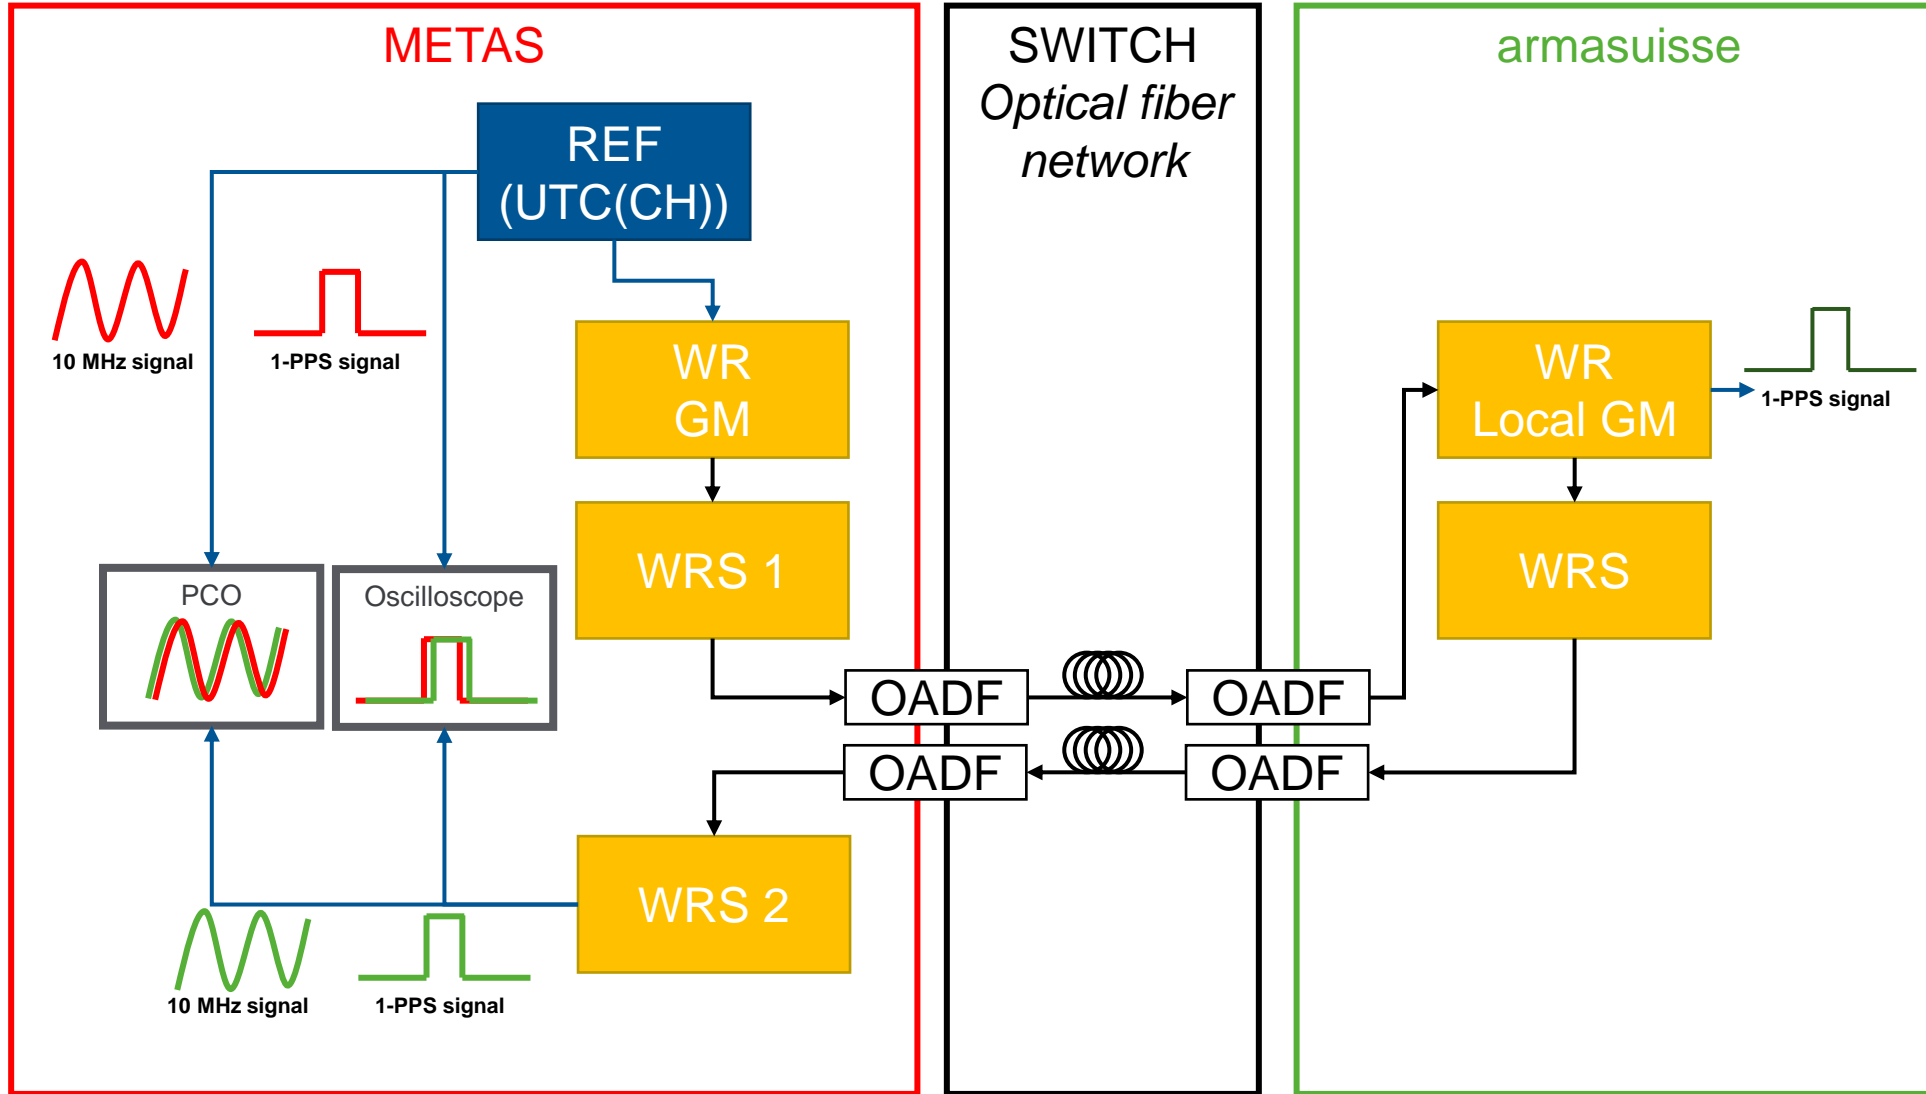 METAS
SWITCH
Optical fiber
network
armasuisse
REF
(UTC(CH))
10 MHz signal
1-PPS signal
WR
GM
WR
Local GM
1-PPS signal
PCO
Oscilloscope
WRS 1
WRS
OADF
OADF
OADF
OADF
WRS 2
10 MHz signal
1-PPS signal